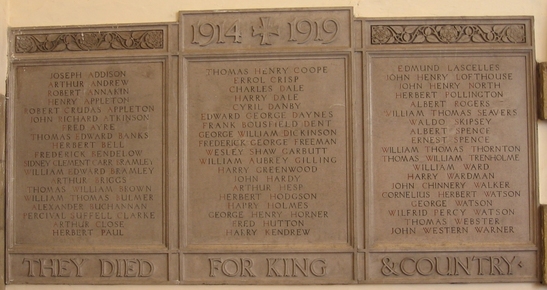 1914 1919
JOSEPH ADDISON
ARTHUR ANDREW
ROBERT ANNAKIN
HENRY APPLETON
ROBERT CRUDAS APPLETON
JOHN RICHARD ATKINSON
FRED AYRE
THOMAS EDWARD BANKS
HERBERT BELL
FREDERICK BENDELOW
SIDNEY CLEMENT ARR BRAMLEY
WILLIAM EDWARD BRAMLEY
ARTHUR BRIGGS
THOMAS WILLIAM BROWN
WILLIAM THOMAS BULMER
ALEXANDER BUCHANNAN
PERCIVAL SUFFELL CLARKE
ARTHUR CLOSE
HERBERT PAUL
THOMAS HENRY COOPE
ERROL CRISP
CHARLES DALE
HARRY DALE
CYRIL DANBY
EDWARD GEORGE DAYNES
FRANK BOUSFIELD DENT
GEORGE WILLIAM DICKINSON
FREDERICK GEORGE FREEMAN
WESLEY SHAW GARBUTT
WILLIAM AUBREY GILLING
HARRY GREENWOOD
JOHN HARDY
ARTHUR HESP
HERBERT HODGSON
HARRY HOLMES
GEORGE HENRY HORNER
FRED HUTTON
HARRY KENDREW
EDMUND LASCELLES
JOHN HENRY LOFTHOUSE
JOHN HENRY NORTH
HERBERT POLLINGTON
ALBERT ROGERS
WILLIAM THOMAS SEAVERS
WALDO SKIPSEY
ALBERT SPENCE
ERNEST SPENCE
WILLIAM THOMAS THORNTON
THOMAS WILLIAM TRENHOLME
WILLIAM WARD
HARRY WARDMAN
JOHN CHINNERY WALKER
CORNELIUS HERBERT WATSON
GEORGE WATSON
WILFRID PERCY WATSON
THOMAS WEBSTER
JOHN WESTERN WARNER
THEY DIED FOR KING & COUNTRY